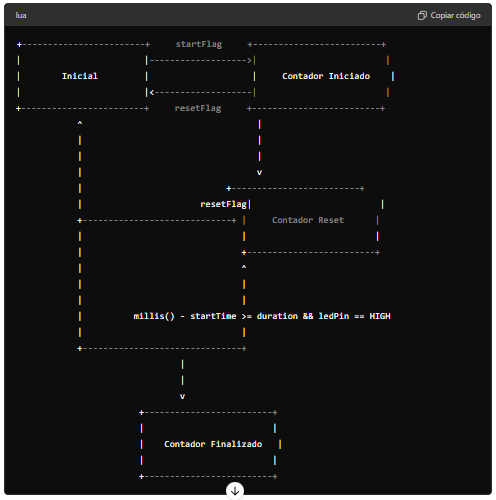 lua
Copiar código
startFlag
Inicial
Contador Iniciado
resetFlag
resetFlag
Contador Reset
millis() - startTime >= duration && ledPin == HIGH
Contador Finalizado